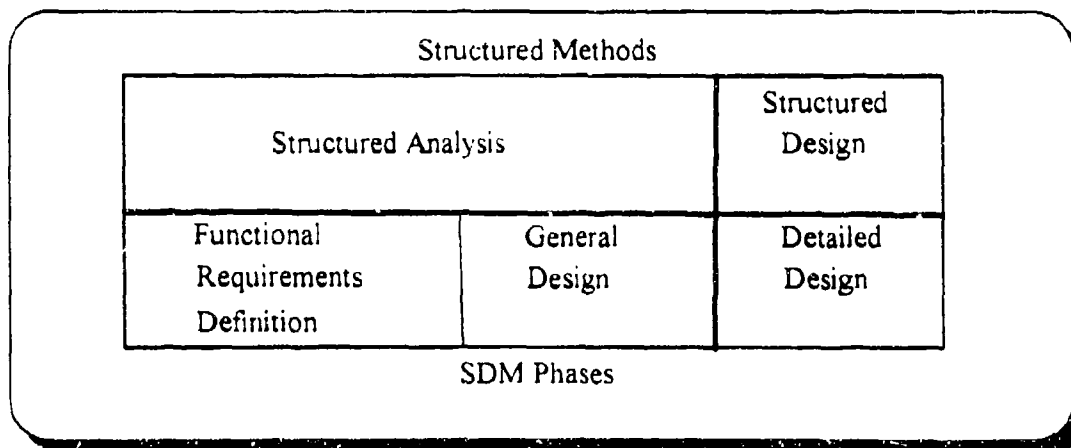 Structured Methods
Structured Analysis
Structured
Design
Functional
Requirements
Definition
General
Design
Detailed
Design
SDM Phases